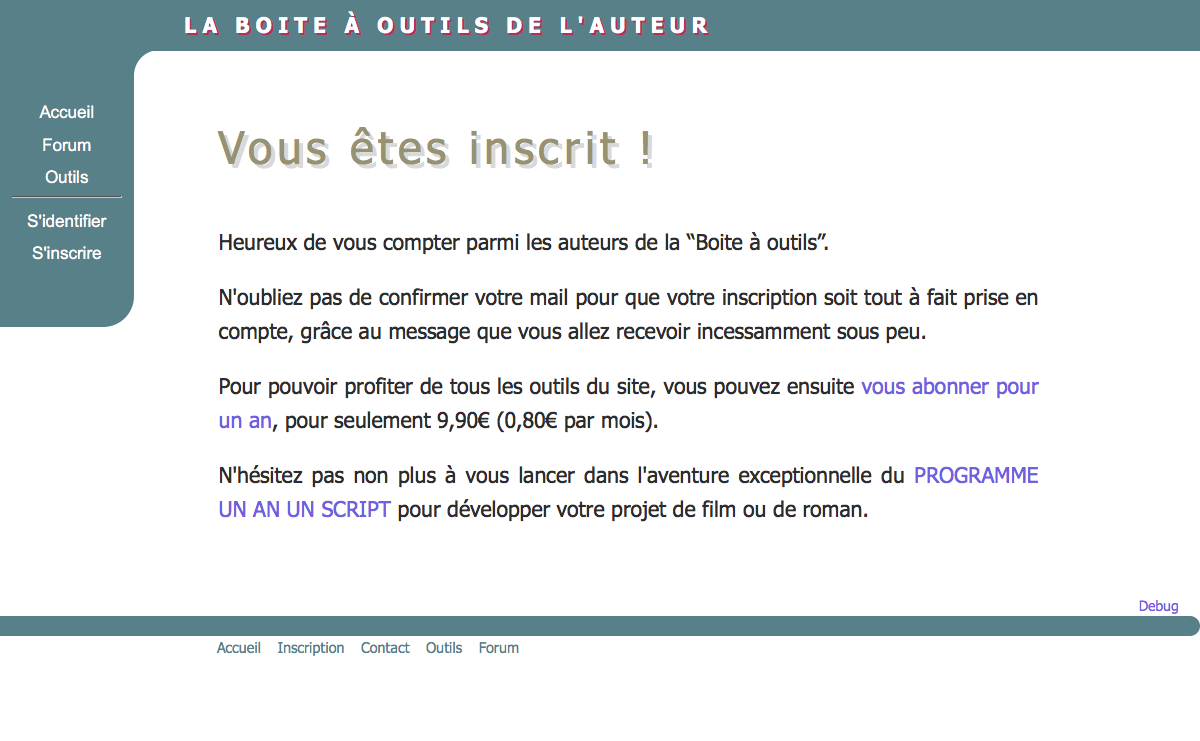 LA BOITE À OUTILS DE L'AUTEUR
Accueil
Forum
Outils
S'identifier
S'inscrire
Vous êtes inscrit !
Heureux de vous compter parmi les auteurs de la “Boite à outils”.
N'oubliez pas de confirmer votre mail pour que votre inscription soit tout à fait prise en
compte, grâce au message que vous allez recevoir incessamment sous peu.
Pour pouvoir profiter de tous les outils du site, vous pouvez ensuite vous abonner pour
un an, pour seulement 9,90€ (0,80€ par mois).
N'hésitez pas non plus à vous lancer dans l'aventure exceptionnelle du PROGRAMME
UN AN UN SCRIPT pour développer votre projet de film ou de roman.
Debug
Accueil Inscription Contact Outils Forum